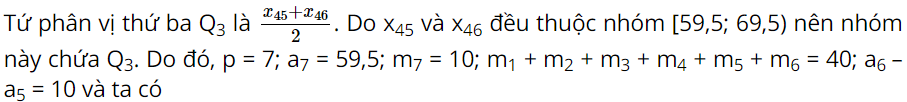 Tứ phân vị thứ ba Q₃ là (x₄₅+x₄₆)/2. Do x₄₅ và x₄₆ đều thuộc nhóm [59,5; 69,5) nên nhóm
này chứa Q₃. Do đó, p = 7; a₇ = 59,5; m₇ = 10; m₁ + m₂ + m₃ + m₄ + m₅ + m₆ = 40; a₆ –
a₅ = 10 và ta có